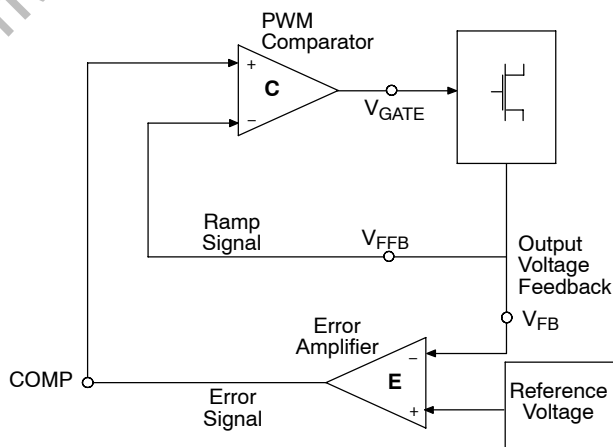 PWM
Comparator
+
C
−
V_GATE
Ramp
Signal
V_FFB
Output
Voltage
Feedback
V_FB
Error
Amplifier
−
E
+
COMP
Error
Signal
Reference
Voltage